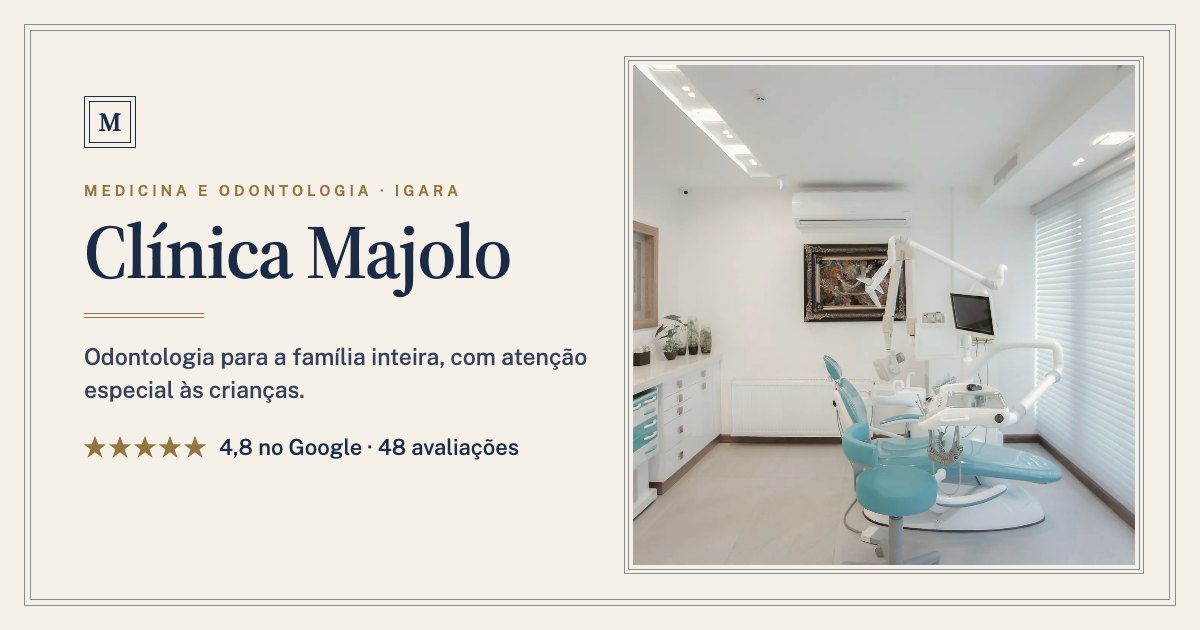 M
MEDICINA E ODONTOLOGIA · IGARA
Clínica Majolo
Odontologia para a família inteira, com atenção
especial às crianças.
★★★★★ 4,8 no Google · 48 avaliações